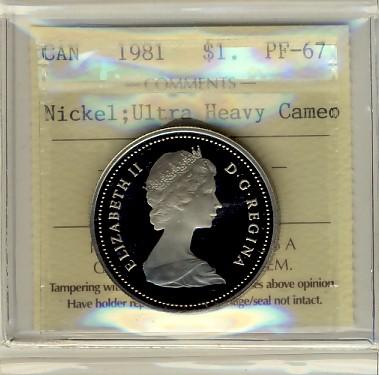 CAN 1981 $1. PF-67
COMMENTS
Nickel;Ultra Heavy Cameo
ELIZABETH II D·G·REGINA
A
EM.
Tampering above opinion
Have holder /seal not intact.